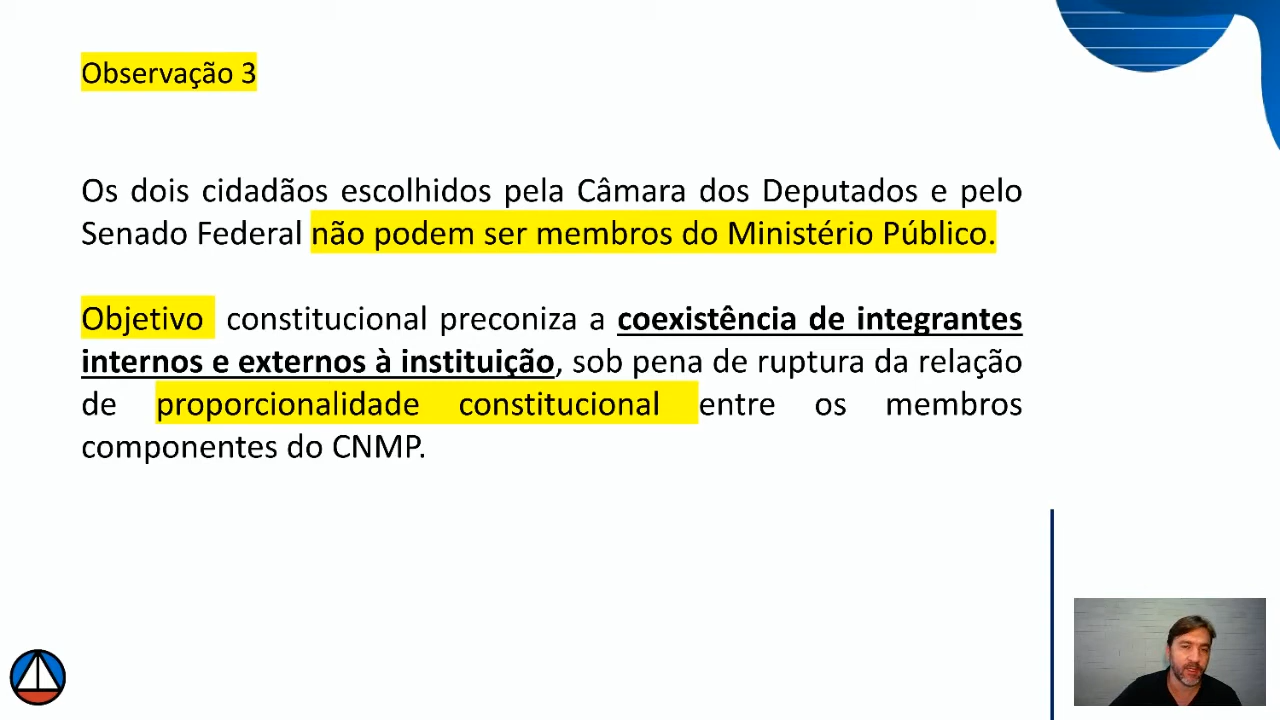 Observação 3
Os dois cidadãos escolhidos pela Câmara dos Deputados e pelo
Senado Federal não podem ser membros do Ministério Público.
Objetivo constitucional preconiza a coexistência de integrantes
internos e externos à instituição, sob pena de ruptura da relação
de proporcionalidade constitucional entre os membros
componentes do CNMP.